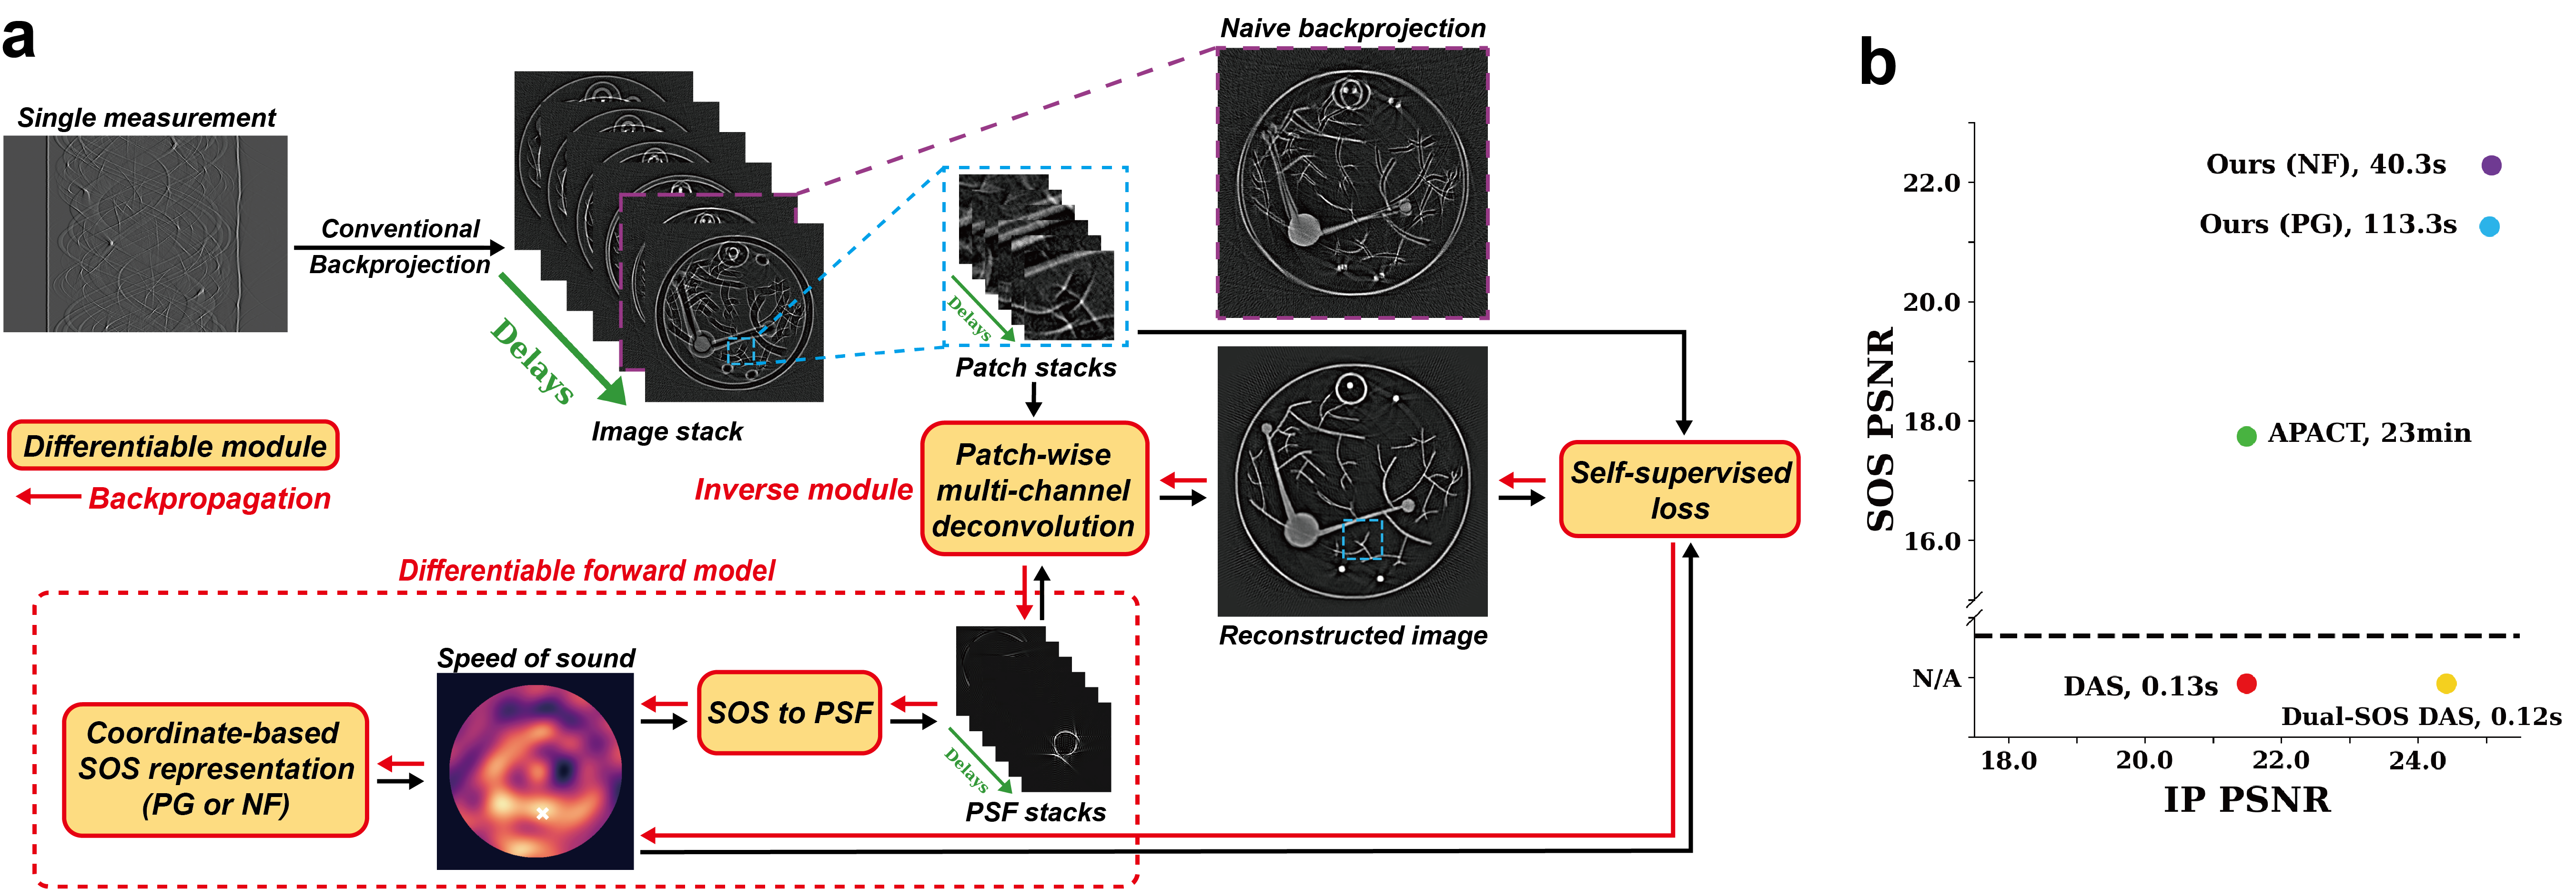 a
Single measurement
Conventional
Backprojection
Delays
Image stack
Naive backprojection
Delays
Patch stacks
Differentiable module
Backpropagation
Inverse module
Patch-wise
multi-channel
deconvolution
Reconstructed image
Self-supervised
loss
Differentiable forward model
Coordinate-based
SOS representation
(PG or NF)
Speed of sound
SOS to PSF
Delays
PSF stacks
b
SOS PSNR
22.0
20.0
18.0
16.0
N/A
Ours (NF), 40.3s
Ours (PG), 113.3s
APACT, 23min
DAS, 0.13s
Dual-SOS DAS, 0.12s
18.0
20.0
22.0
24.0
IP PSNR